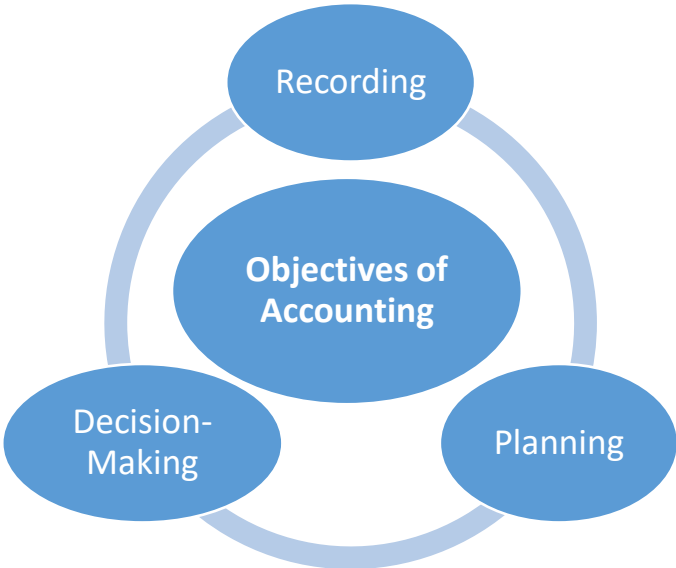 Recording
Objectives of
Accounting
Decision-
Making
Planning